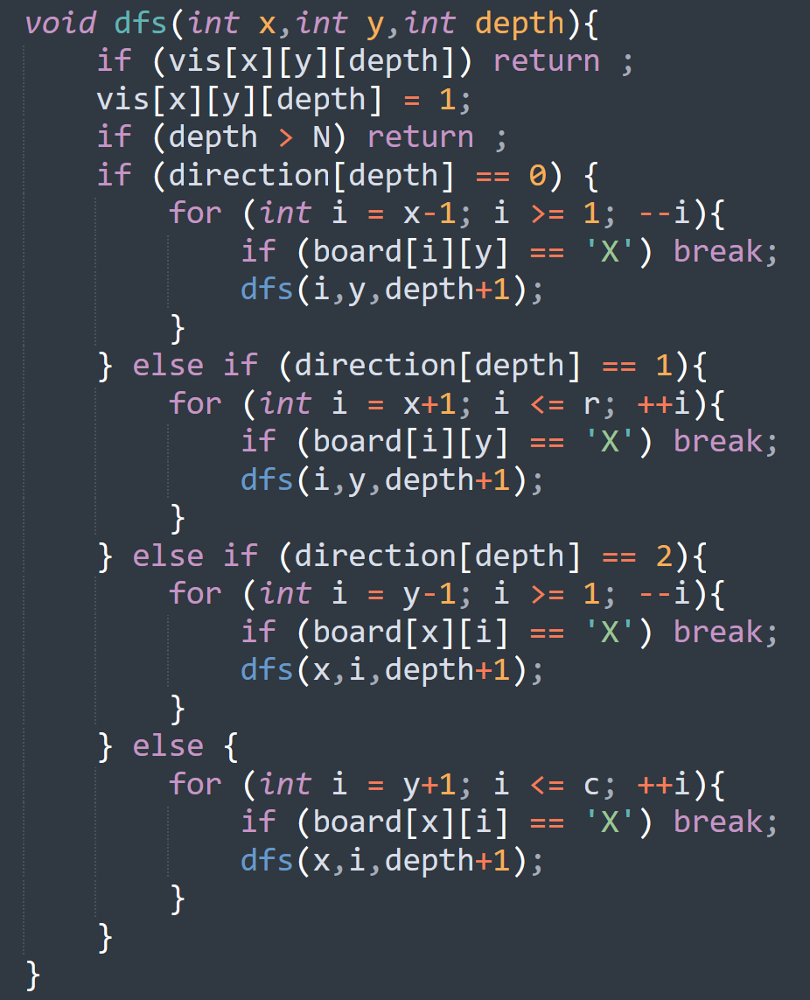 void dfs(int x,int y,int depth){
    if (vis[x][y][depth]) return ;
    vis[x][y][depth] = 1;
    if (depth > N) return ;
    if (direction[depth] == 0) {
        for (int i = x-1; i >= 1; --i){
            if (board[i][y] == 'X') break;
            dfs(i,y,depth+1);
        }
    } else if (direction[depth] == 1){
        for (int i = x+1; i <= r; ++i){
            if (board[i][y] == 'X') break;
            dfs(i,y,depth+1);
        }
    } else if (direction[depth] == 2){
        for (int i = y-1; i >= 1; --i){
            if (board[x][i] == 'X') break;
            dfs(x,i,depth+1);
        }
    } else {
        for (int i = y+1; i <= c; ++i){
            if (board[x][i] == 'X') break;
            dfs(x,i,depth+1);
        }
    }
}